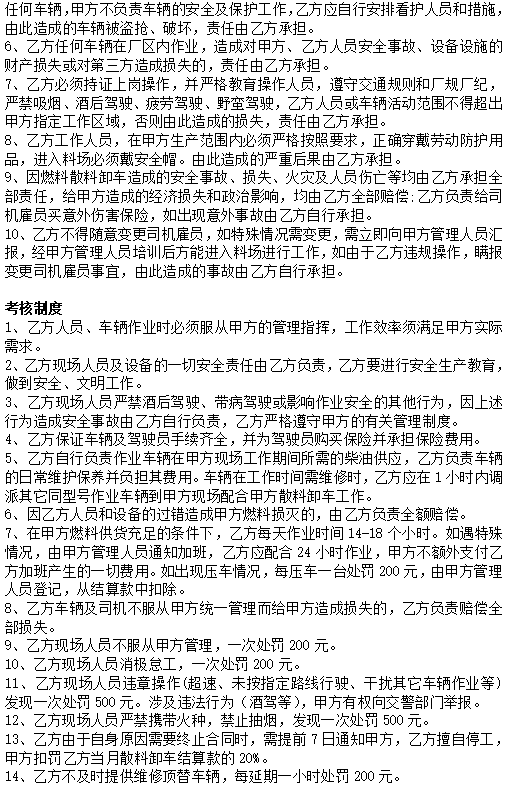 任何车辆,甲方不负责车辆的安全及保护工作,乙方应自行安排看护人员和措施,
由此造成的车辆被盗抢、破坏，责任由乙方承担。
6、乙方任何车辆在厂区内作业，造成对甲方、乙方人员安全事故、设备设施的
财产损失或对第三方造成损失的，责任由乙方承担。
7、乙方必须持证上岗操作，并严格教育操作人员，遵守交通规则和厂规厂纪，
严禁吸烟、酒后驾驶、疲劳驾驶、野蛮驾驶，乙方人员或车辆活动范围不得超出
甲方指定工作区域，否则由此造成的损失，责任由乙方承担。
8、乙方工作人员，在甲方生产范围内必须严格按照要求，正确穿戴劳动防护用
品，进入料场必须戴安全帽。由此造成的严重后果由乙方承担。
9、因燃料散料卸车造成的安全事故、损失、火灾及人员伤亡等均由乙方承担全
部责任，给甲方造成的经济损失和政治影响，均由乙方全部赔偿;乙方负责给司
机雇员买意外伤害保险，如出现意外事故由乙方自行承担。
10、乙方不得随意变更司机雇员，如特殊情况需变更，需立即向甲方管理人员汇
报，经甲方管理人员培训后方能进入料场进行工作，如由于乙方违规操作，瞒报
变更司机雇员事宜，由此造成的事故由乙方自行承担。
考核制度
1、乙方人员、车辆作业时必须服从甲方的管理指挥，工作效率须满足甲方实际
需求。
2、乙方现场人员及设备的一切安全责任由乙方负责，乙方要进行安全生产教育，
做到安全、文明工作。
3、乙方现场人员严禁酒后驾驶、带病驾驶或影响作业安全的其他行为，因上述
行为造成安全事故由乙方自行负责，乙方严格遵守甲方的有关管理制度。
4、乙方保证车辆及驾驶员手续齐全，并为驾驶员购买保险并承担保险费用。
5、乙方自行负责作业车辆在甲方现场工作期间所需的柴油供应，乙方负责车辆
的日常维护保养并负担其费用。车辆在工作时间需维修时，乙方应在1小时内调
派其它同型号作业车辆到甲方现场配合甲方散料卸车工作。
6、因乙方人员和设备的过错造成甲方燃料损灭的，由乙方负责全额赔偿。
7、在甲方燃料供货充足的条件下，乙方每天作业时间14-18个小时。如遇特殊
情况，由甲方管理人员通知加班，乙方应配合24小时作业，甲方不额外支付乙
方加班产生的一切费用。如出现压车情况，每压车一台处罚200元，由甲方管理
人员登记，从结算款中扣除。
8、乙方车辆及司机不服从甲方统一管理而给甲方造成损失的，乙方负责赔偿全
部损失。
9、乙方现场人员不服从甲方管理，一次处罚200元。
10、乙方现场人员消极怠工，一次处罚200元。
11、乙方现场人员违章操作(超速、未按指定路线行驶、干扰其它车辆作业等)
发现一次处罚500元。涉及违法行为（酒驾等），甲方有权向交警部门举报。
12、乙方现场人员严禁携带火种，禁止抽烟，发现一次处罚500元。
13、乙方由于自身原因需要终止合同时，需提前7日通知甲方，乙方擅自停工，
甲方扣罚乙方当月散料卸车结算款的20%。
14、乙方不及时提供维修顶替车辆，每延期一小时处罚200元。